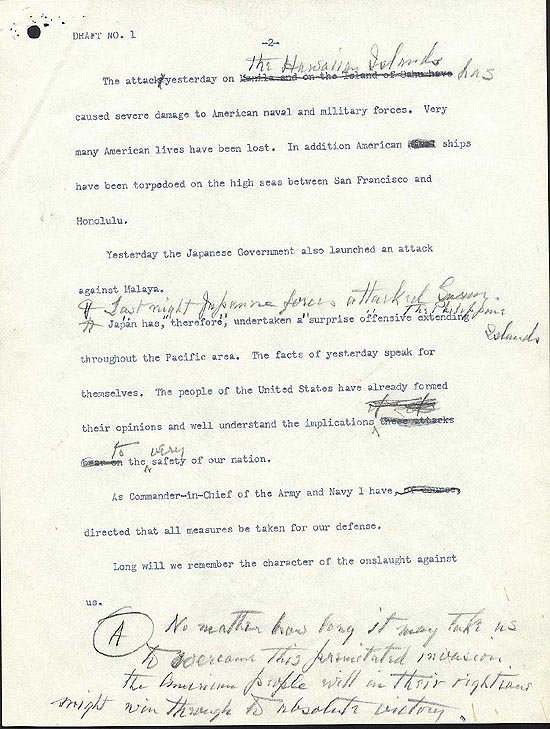 DRAFT NO. 1
-2-
the Hawaiian Islands
The attack yesterday on Manila and on the Island of Oahu have has
caused severe damage to American naval and military forces. Very
many American lives have been lost. In addition American ships
have been torpedoed on the high seas between San Francisco and
Honolulu.
Yesterday the Japanese Government also launched an attack
against Malaya.
Last night Japanese forces attacked Guam.
the Philippine
Islands
Japan has, therefore, undertaken a surprise offensive extending
throughout the Pacific area. The facts of yesterday speak for
themselves. The people of the United States have already formed
their opinions and well understand the implications these attacks
to very
bear on the safety of our nation.
As Commander-in-Chief of the Army and Navy I have, of course,
directed that all measures be taken for our defense.
Long will we remember the character of the onslaught against
us.
A No matter how long it may take us
to overcome this premitated invasion
the American people will in their righteous
might win through to absolute victory.